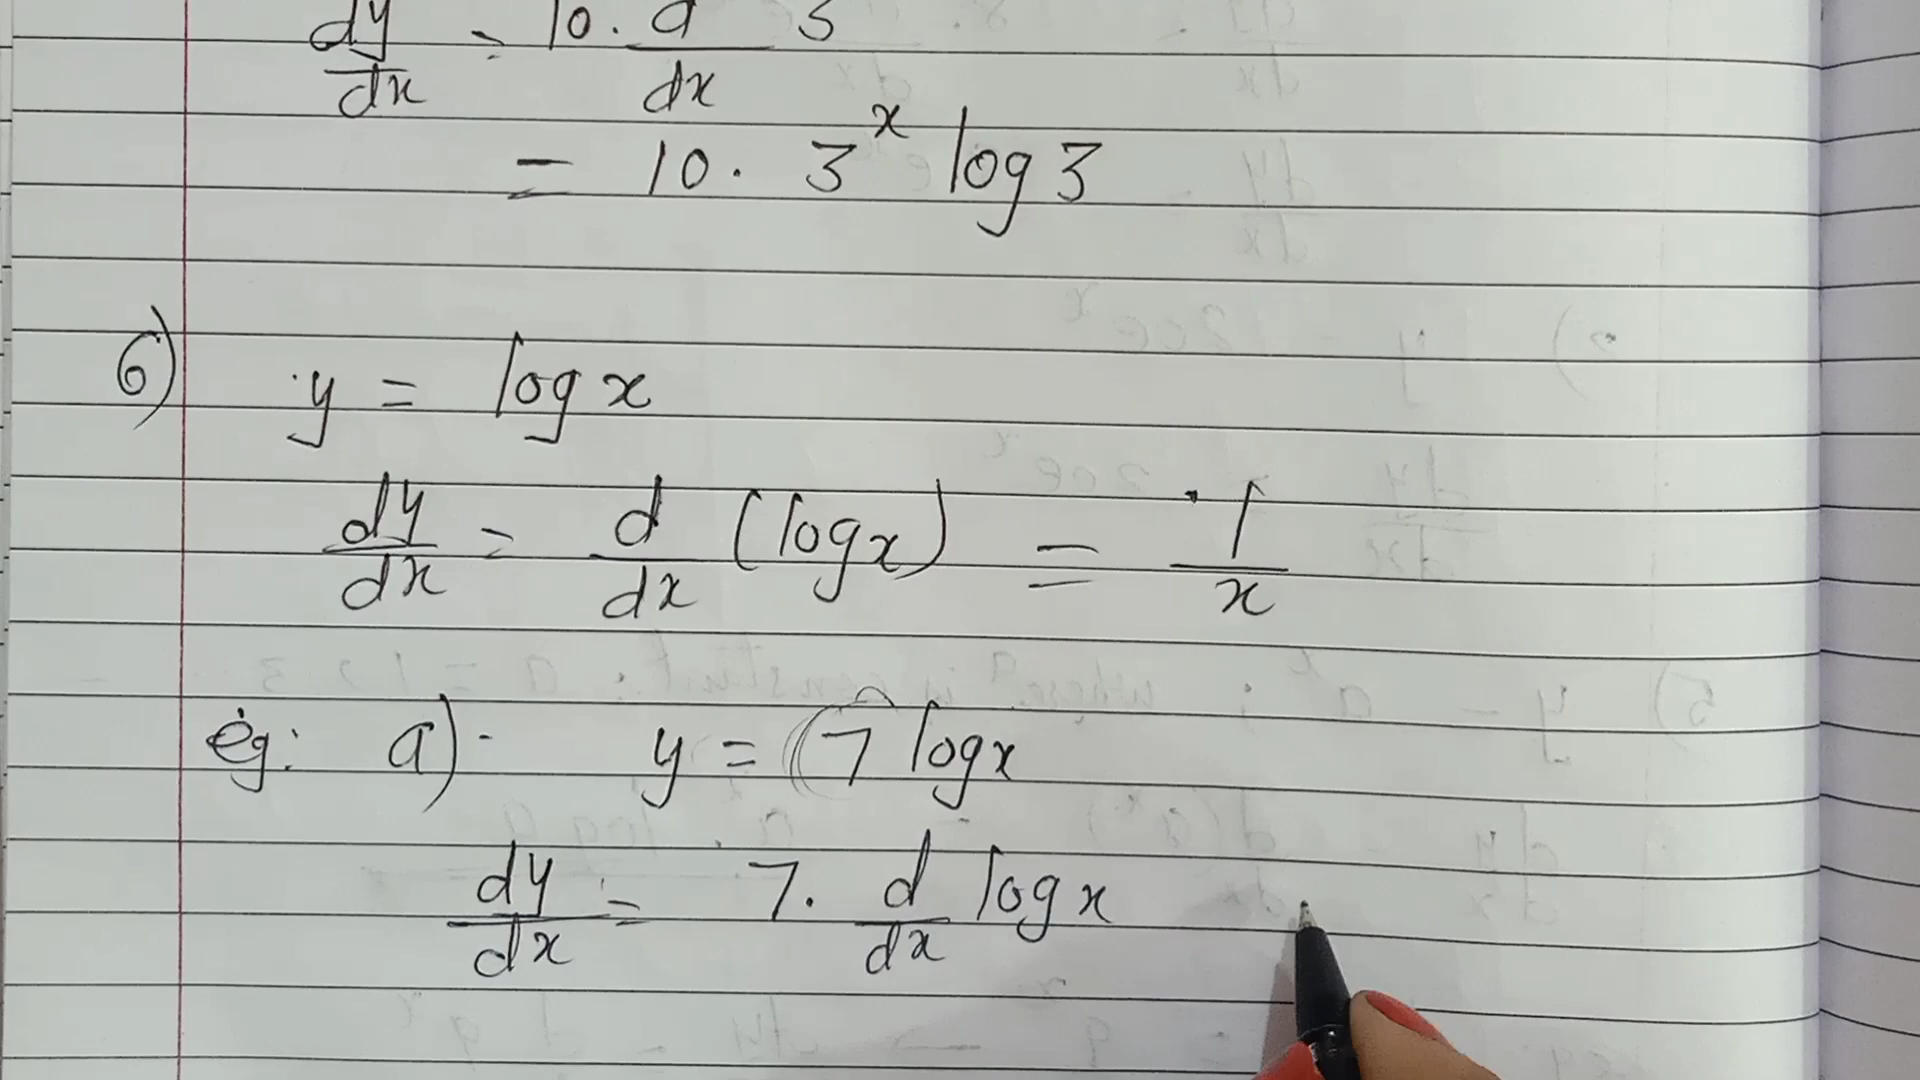 dy/dx = 10. d/dx 3
= 10. 3^x log 3
6) y = log x
dy/dx = d/dx (log x) = 1/x
eg: a) y = 7 log x
dy/dx = 7. d/dx log x